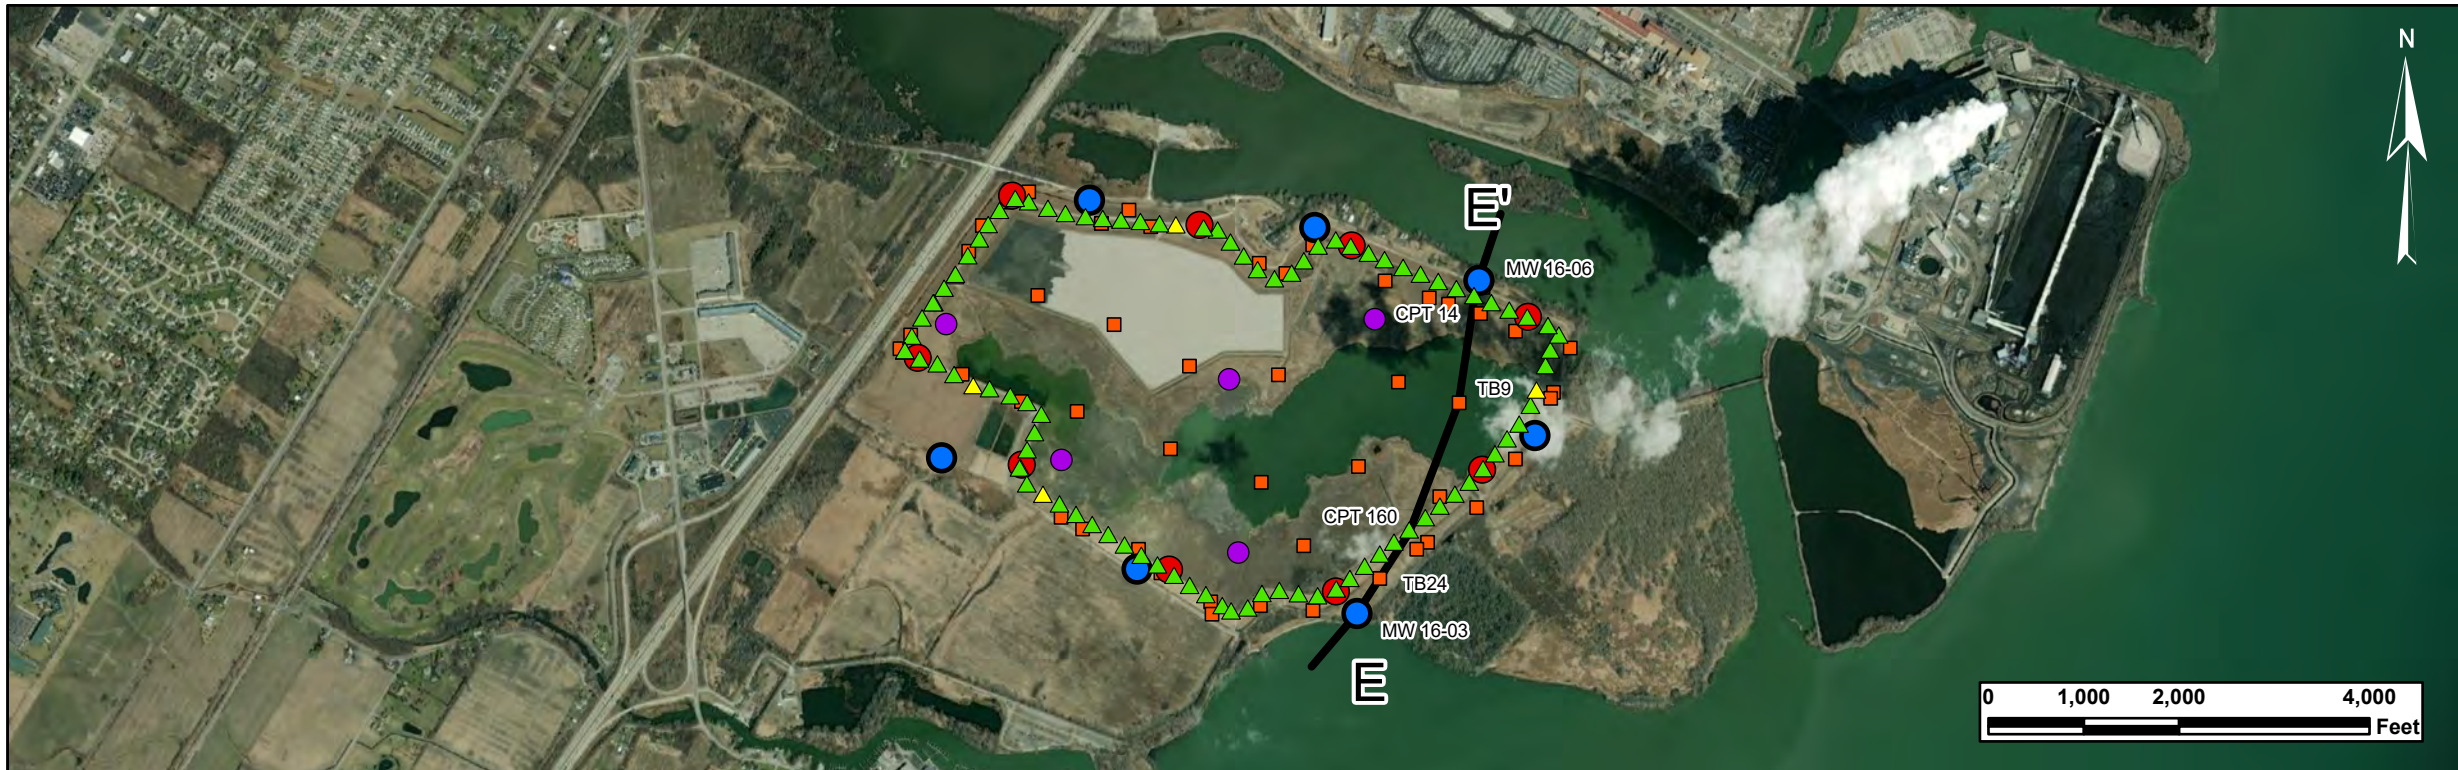 N
E'
MW 16-06
CPT 14
TB9
CPT 160
TB24
MW 16-03
E
0 1,000 2,000 4,000
Feet